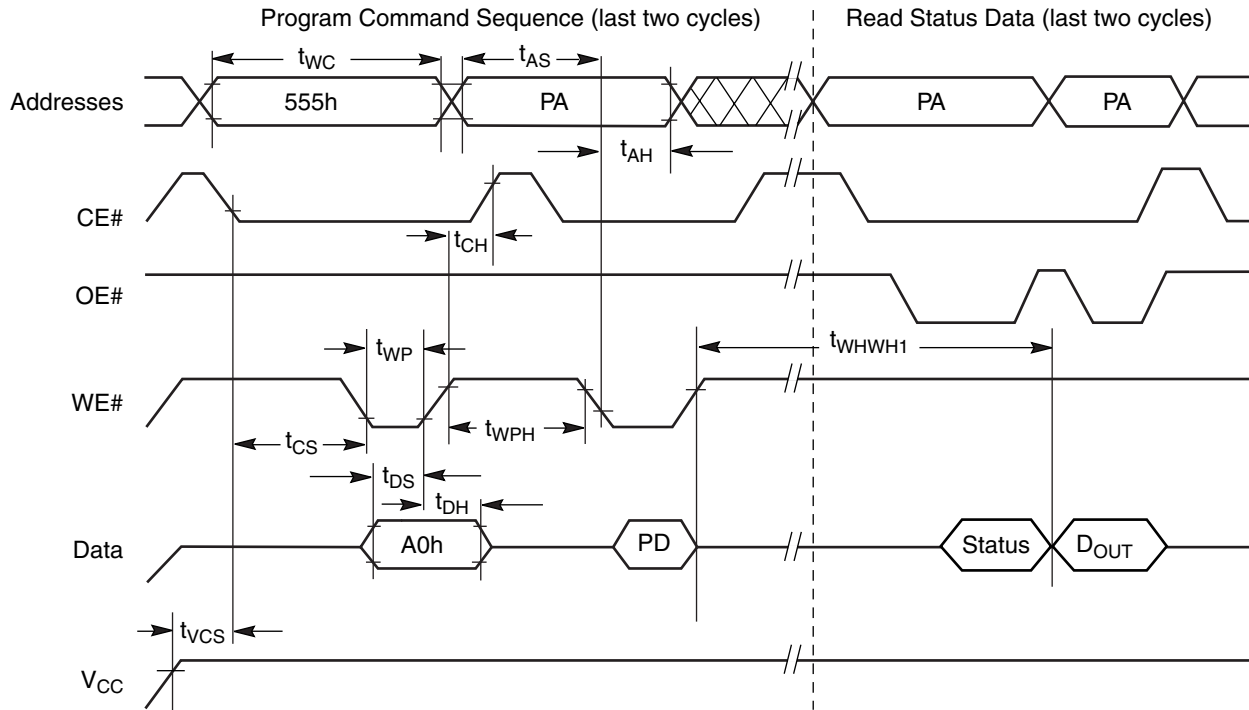 Program Command Sequence (last two cycles)
Read Status Data (last two cycles)
tWC
tAS
Addresses
555h
PA
PA
PA
tAH
CE#
tCH
OE#
tWP
tWHWH1
WE#
tCS
tWPH
tDS
tDH
Data
A0h
PD
Status
DOUT
tVCS
VCC